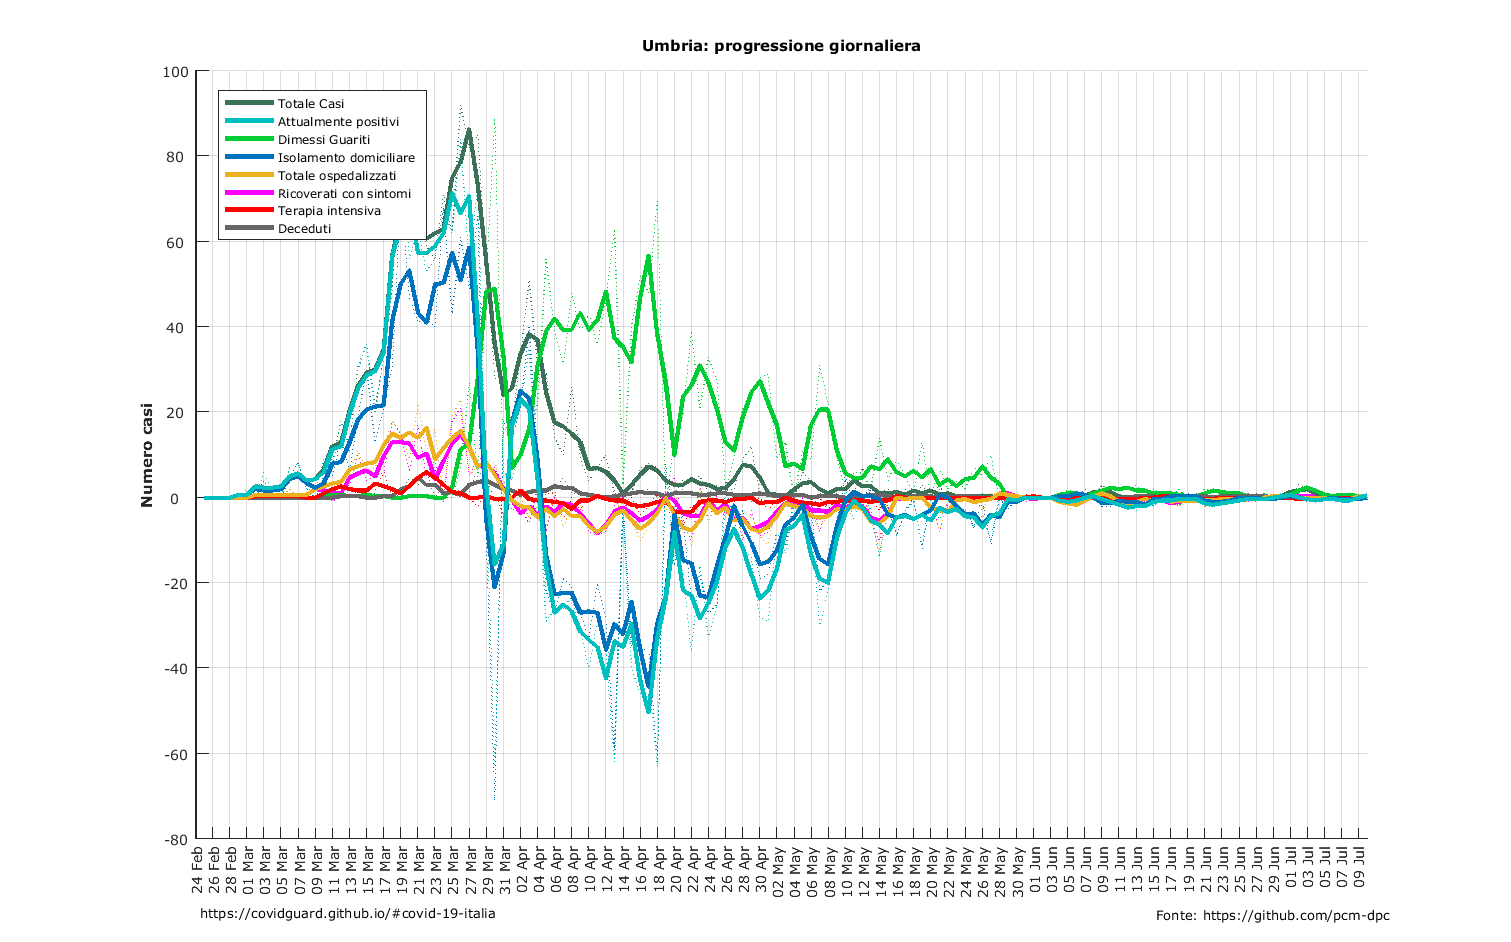 Umbria: progressione giornaliera
Numero casi
100
80
60
40
20
0
-20
-40
-60
-80
Totale Casi
Attualmente positivi
Dimessi Guariti
Isolamento domiciliare
Totale ospedalizzati
Ricoverati con sintomi
Terapia intensiva
Deceduti
24 Feb
26 Feb
28 Feb
01 Mar
03 Mar
05 Mar
07 Mar
09 Mar
11 Mar
13 Mar
15 Mar
17 Mar
19 Mar
21 Mar
23 Mar
25 Mar
27 Mar
29 Mar
31 Mar
02 Apr
04 Apr
06 Apr
08 Apr
10 Apr
12 Apr
14 Apr
16 Apr
18 Apr
20 Apr
22 Apr
24 Apr
26 Apr
28 Apr
30 Apr
02 May
04 May
06 May
08 May
10 May
12 May
14 May
16 May
18 May
20 May
22 May
24 May
26 May
28 May
30 May
01 Jun
03 Jun
05 Jun
07 Jun
09 Jun
11 Jun
13 Jun
15 Jun
17 Jun
19 Jun
21 Jun
23 Jun
25 Jun
27 Jun
29 Jun
01 Jul
03 Jul
05 Jul
07 Jul
09 Jul
https://covidguard.github.io/#covid-19-italia
Fonte: https://github.com/pcm-dpc